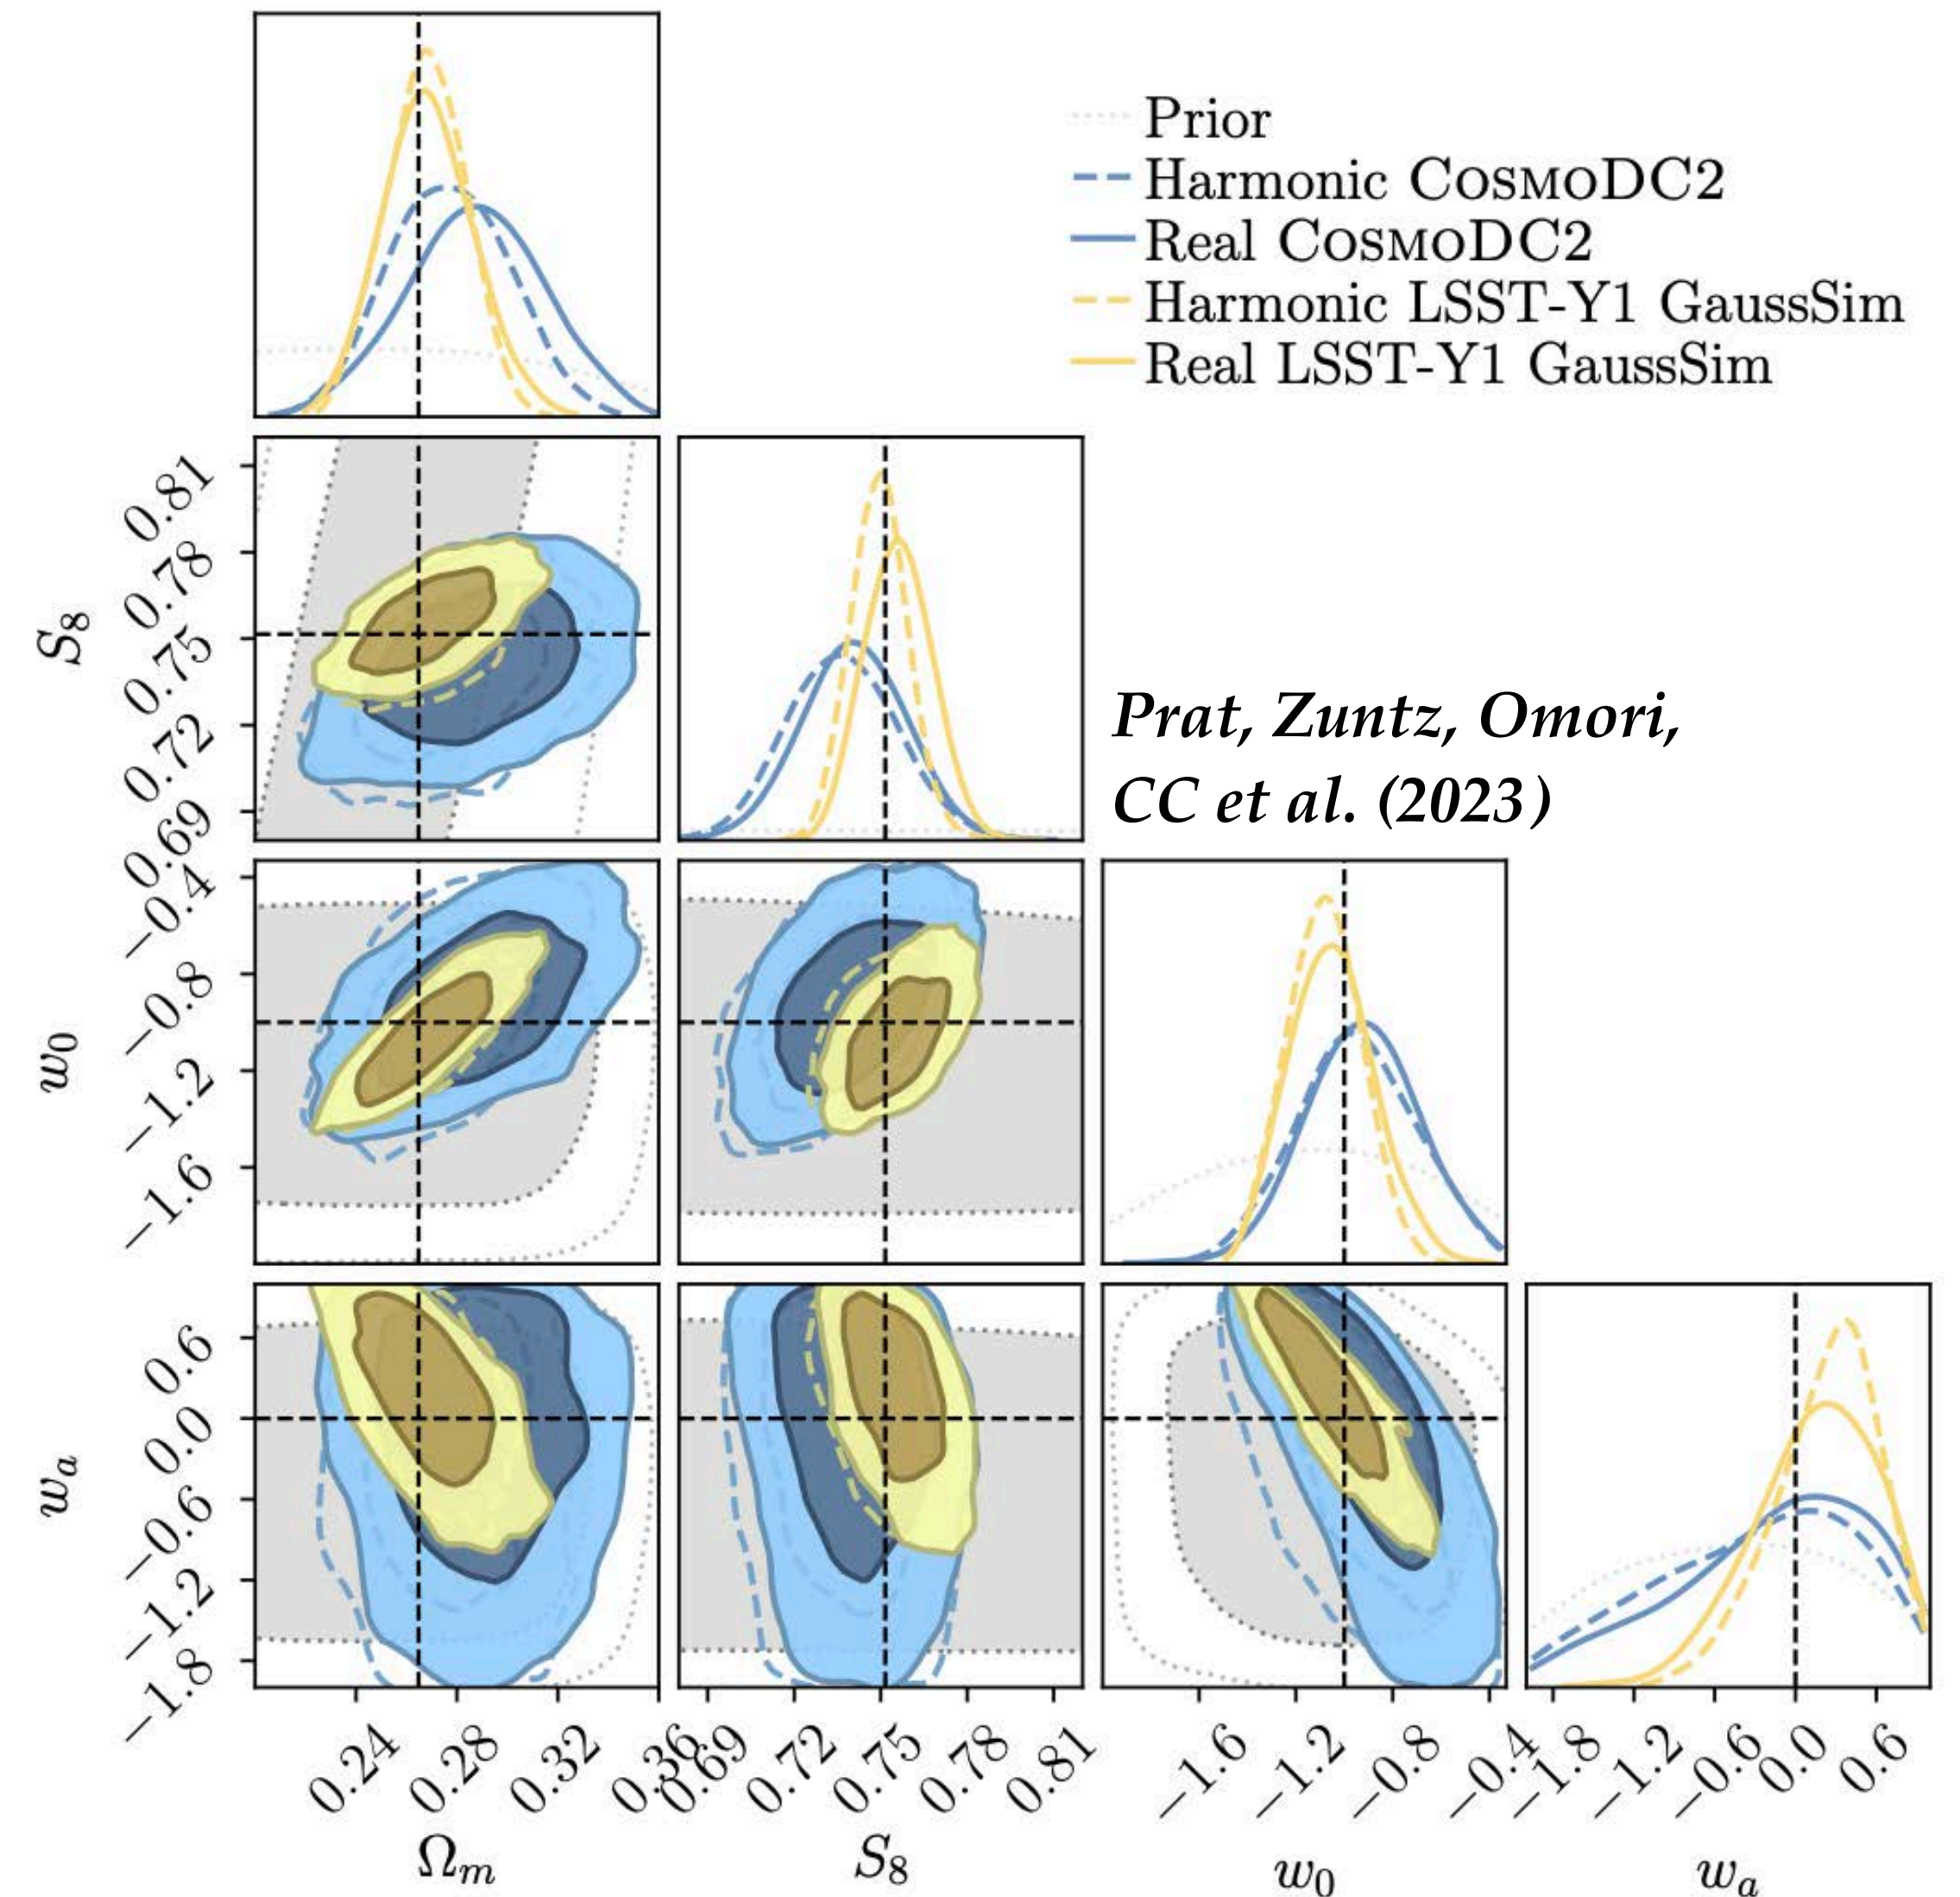 Prior
Harmonic COSMODC2
Real COSMODC2
Harmonic LSST-Y1 GaussSim
Real LSST-Y1 GaussSim
0.81
0.78
0.75
0.72
0.69
S₈
Prat, Zuntz, Omori,
CC et al. (2023)
−0.4
−0.8
−1.2
−1.6
w₀
0.6
0.0
−0.6
−1.2
−1.8
wₐ
0.24 0.28 0.32 0.36 0.69 0.72 0.75 0.78 0.81 −1.6 −1.2 −0.8 −0.4 −1.8 −1.2 −0.6 0.0 0.6
Ωₘ S₈ w₀ wₐ